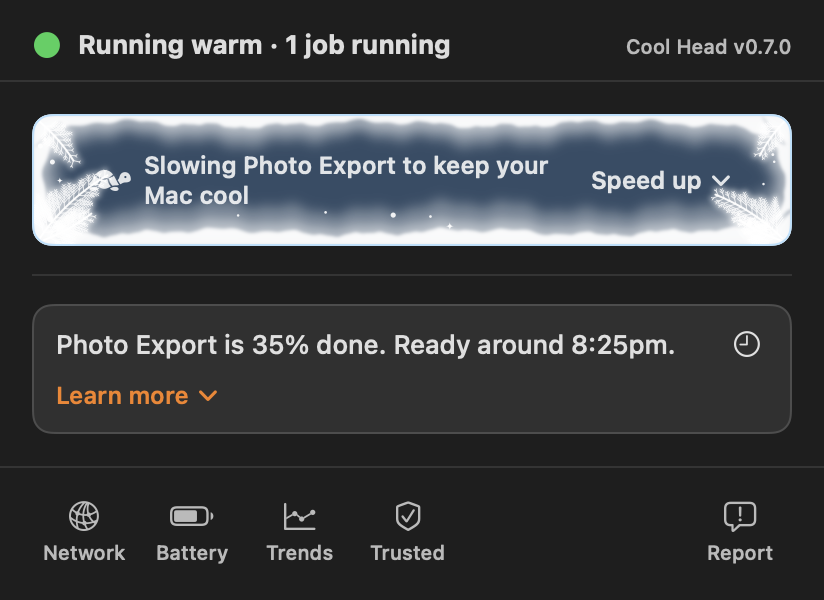 Running warm · 1 job running
Cool Head v0.7.0
Slowing Photo Export to keep your
Mac cool
Speed up
Photo Export is 35% done. Ready around 8:25pm.
Learn more
Network
Battery
Trends
Trusted
Report